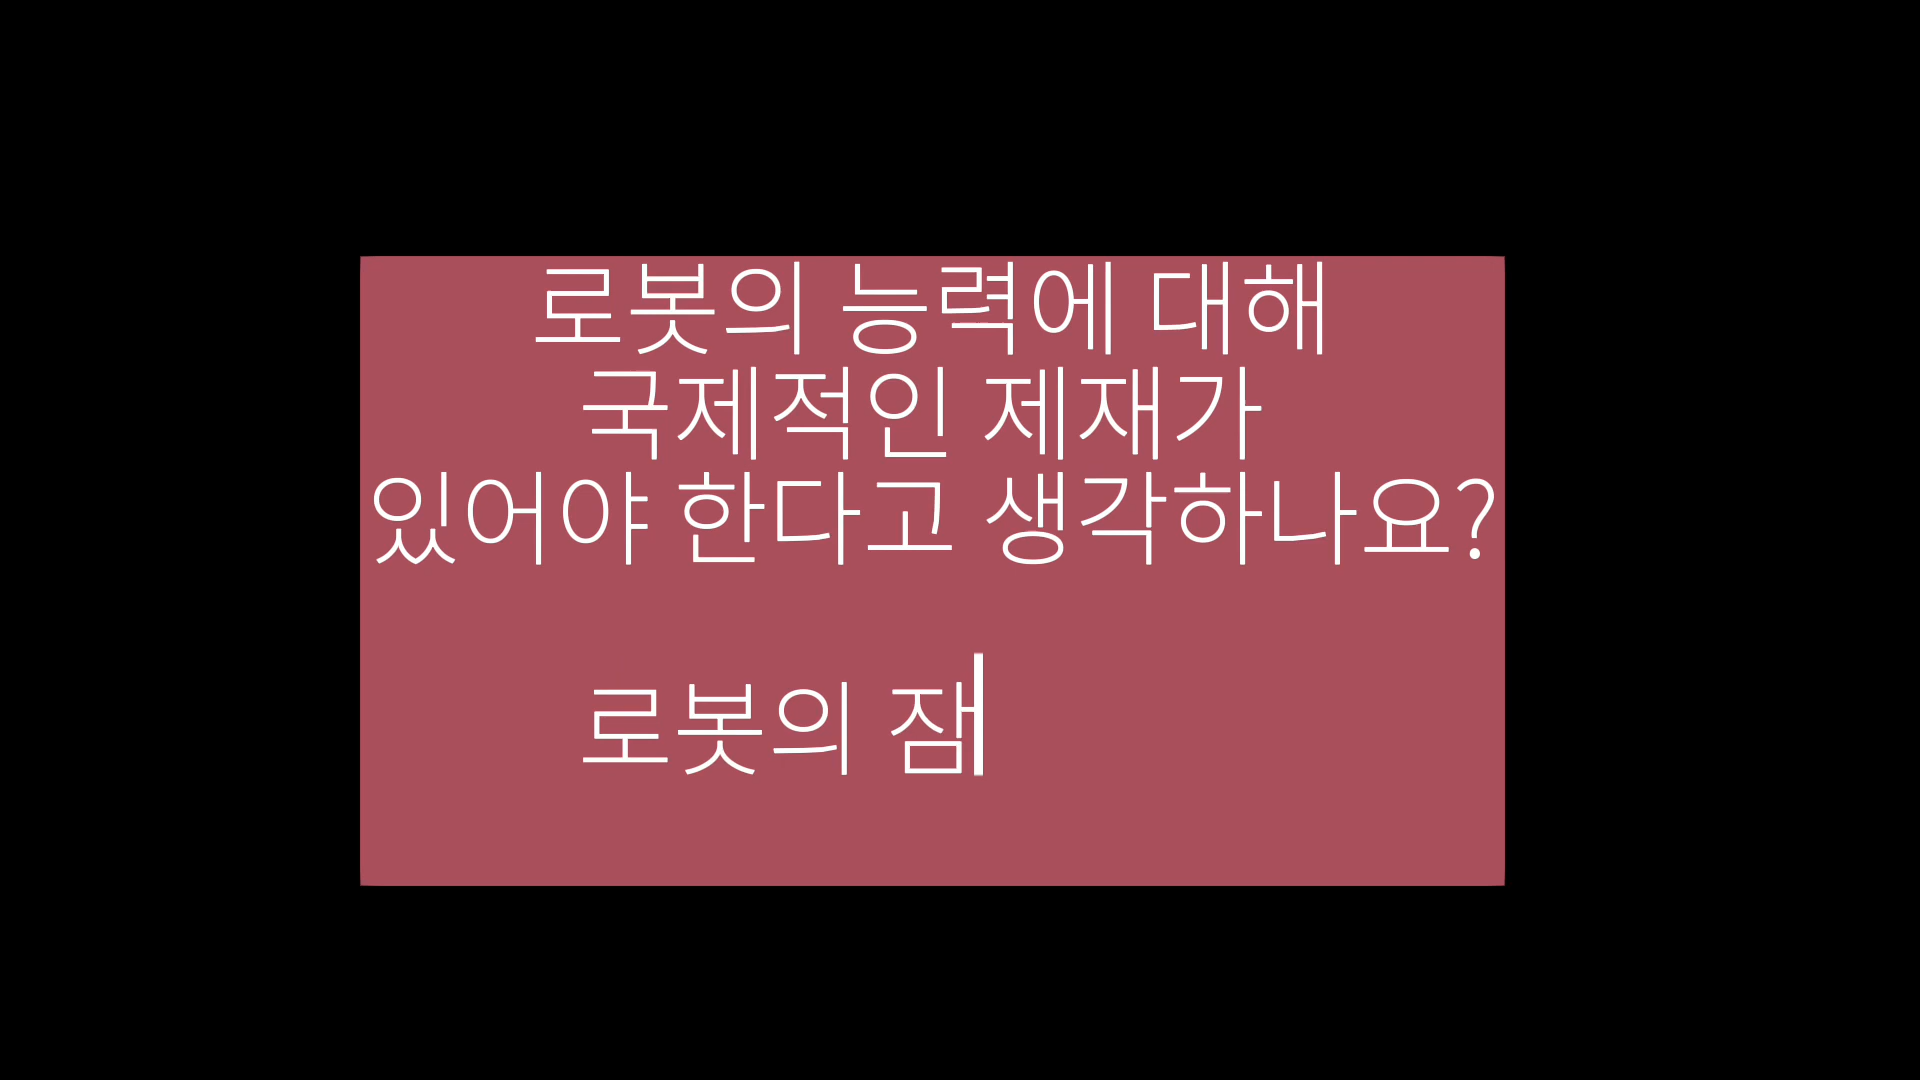 로봇의 능력에 대해
국제적인 제재가
있어야 한다고 생각하나요?
로봇의 잠